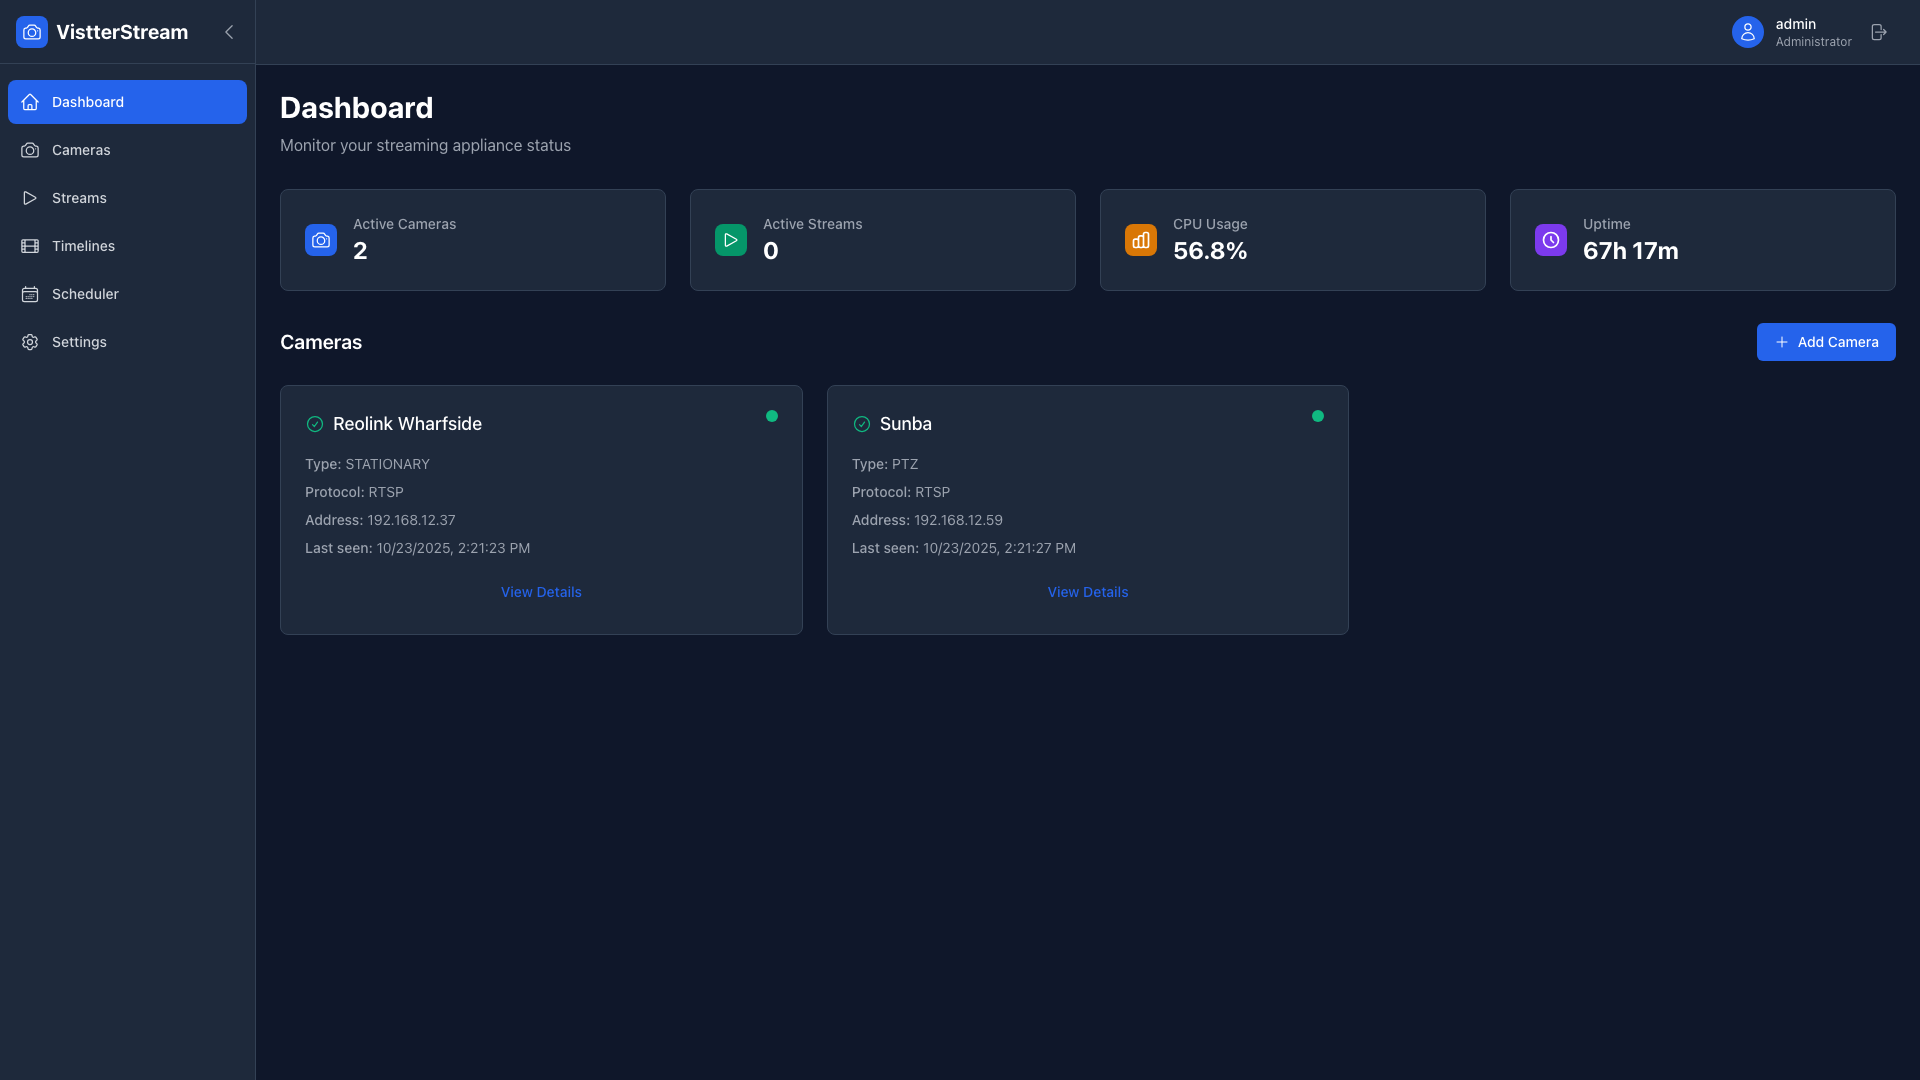 VistterStream
admin
Administrator
Dashboard
Cameras
Streams
Timelines
Scheduler
Settings
Dashboard
Monitor your streaming appliance status
Active Cameras
2
Active Streams
0
CPU Usage
56.8%
Uptime
67h 17m
Cameras
Add Camera
Reolink Wharfside
Type: STATIONARY
Protocol: RTSP
Address: 192.168.12.37
Last seen: 10/23/2025, 2:21:23 PM
View Details
Sunba
Type: PTZ
Protocol: RTSP
Address: 192.168.12.59
Last seen: 10/23/2025, 2:21:27 PM
View Details